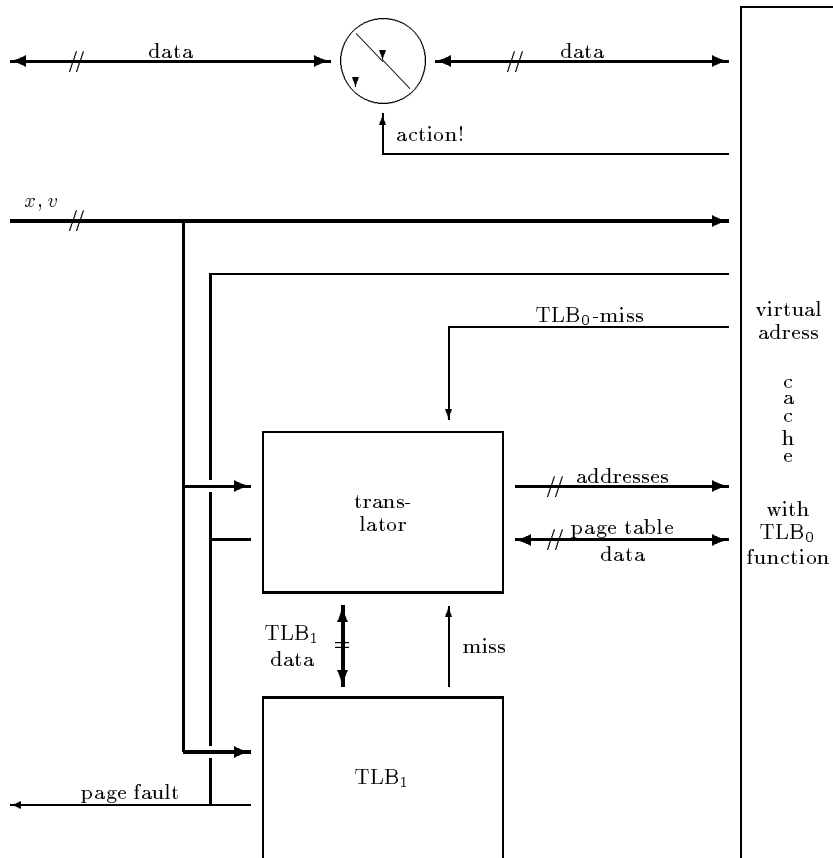 data
data
action!
x, v
TLB₀-miss
virtual
adress
c
a
c
h
e
with
TLB₀
function
trans-
lator
addresses
page table
data
TLB₁
data
miss
TLB₁
page fault